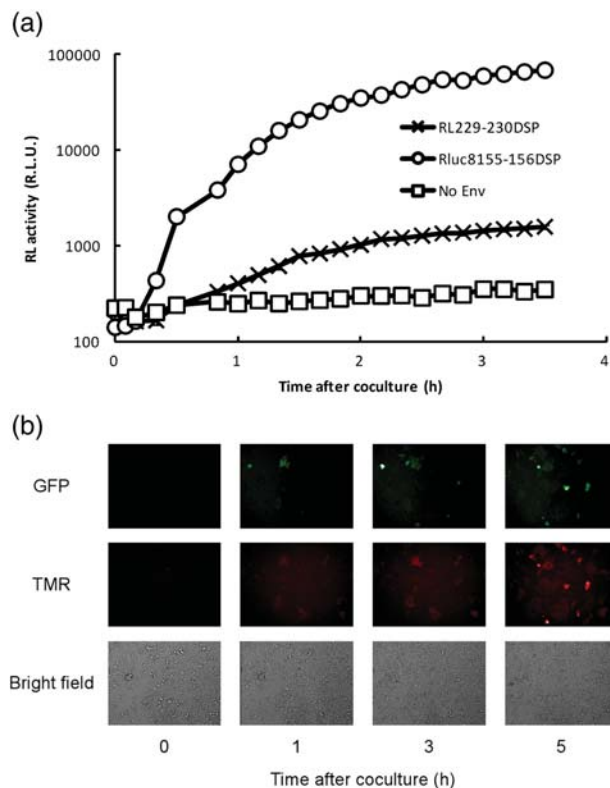 (a)
100000
10000
1000
100
RL activity (R.L.U.)
RL229-230DSP
Rluc8155-156DSP
No Env
0
1
2
3
4
Time after coculture (h)
(b)
GFP
TMR
Bright field
0
1
3
5
Time after coculture (h)